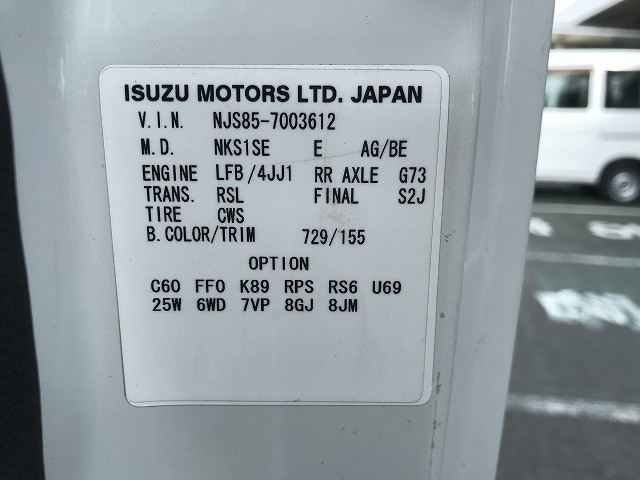 ISUZU MOTORS LTD. JAPAN
V.I.N. NJS85-7003612
M.D. NKS1SE E AG/BE
ENGINE LFB/4JJ1 RR AXLE G73
TRANS. RSL FINAL S2J
TIRE CWS
B.COLOR/TRIM 729/155
OPTION
C60 FF0 K89 RPS RS6 U69
25W 6WD 7VP 8GJ 8JM